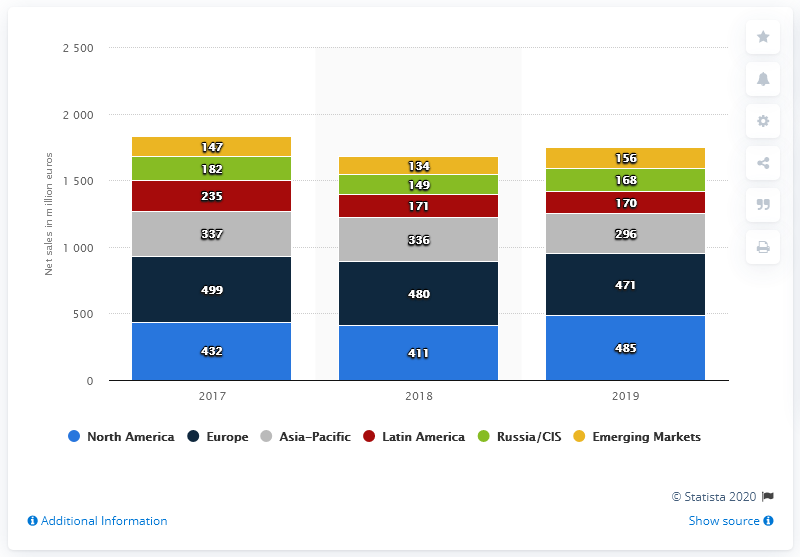 2 500
2 000
1 500
1 000
500
0
Net sales in million euros
147
182
235
337
499
432
134
149
171
336
480
411
156
168
170
296
471
485
2017
2018
2019
North America
Europe
Asia-Pacific
Latin America
Russia/CIS
Emerging Markets
© Statista 2020
Additional Information
Show source